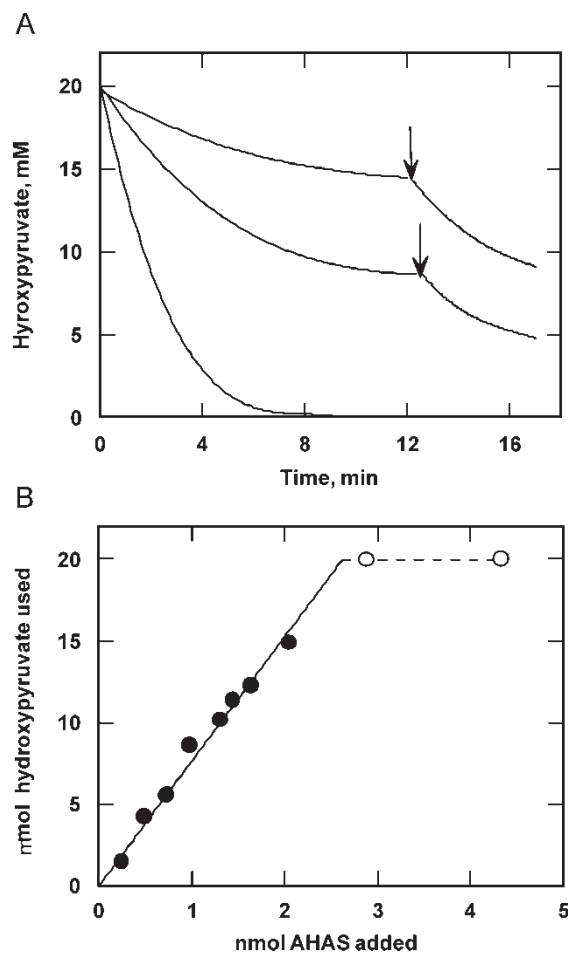 A
20
15
10
5
0
Hyroxypyruvate, mM
0 4 8 12 16
Time, min
B
20
15
10
5
0
mmol hydroxypyruvate used
0 1 2 3 4 5
nmol AHAS added